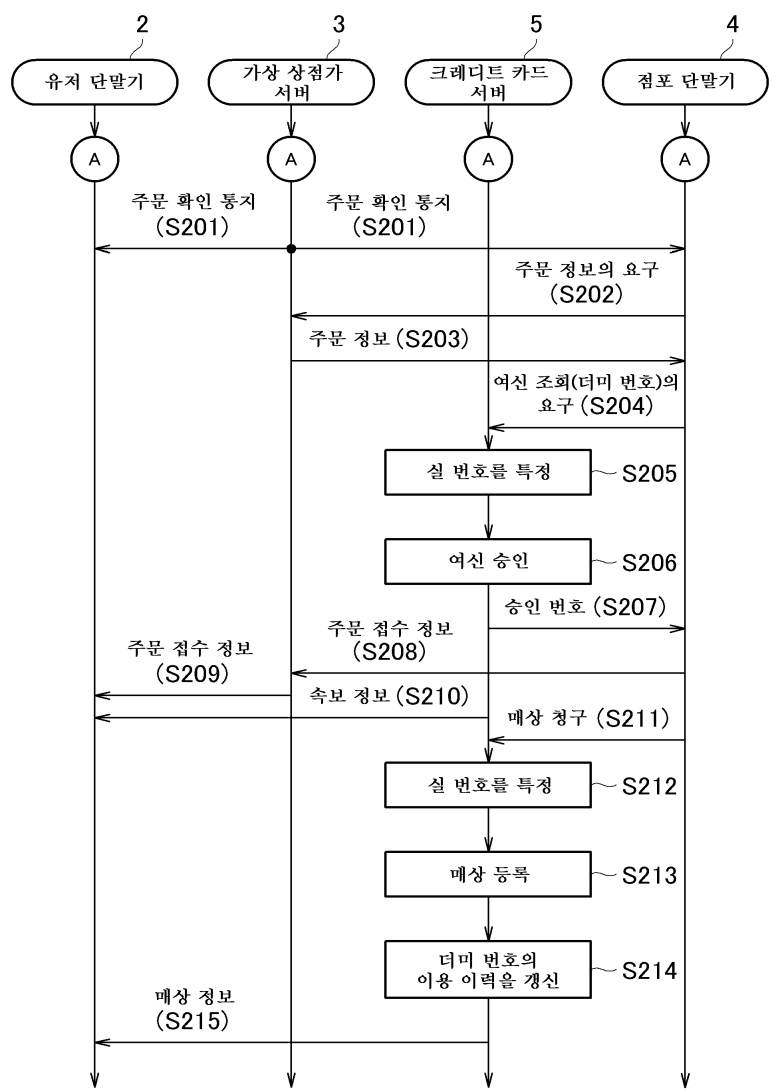 2
3
5
4
유저 단말기
가상 상점가
서버
크레디트 카드
서버
점포 단말기
A
A
A
A
주문 확인 통지
(S201)
주문 확인 통지
(S201)
주문 정보의 요구
(S202)
주문 정보(S203)
여신 조회(더미 번호)의
요구(S204)
실 번호를 특정
S205
여신 승인
S206
승인 번호(S207)
주문 접수 정보
(S208)
주문 접수 정보
(S209)
속보 정보(S210)
매상 청구(S211)
실 번호를 특정
S212
매상 등록
S213
더미 번호의
이용 이력을 갱신
S214
매상 정보
(S215)